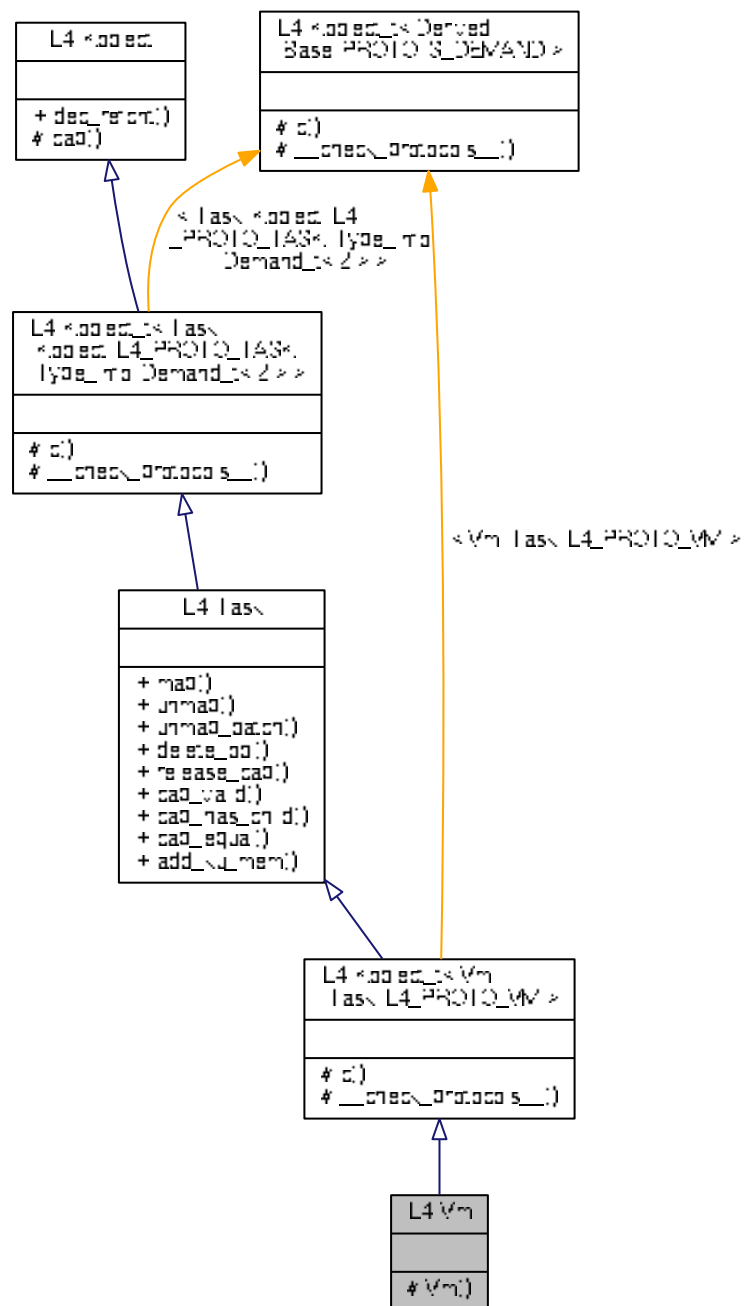 L4::Kobject
+ dec_refcnt()
# cap()
L4::Kobject_t< Derived,
Base, PROTO, S_DEMAND >
# c()
# __check_protocols__()
< Task, Kobject, L4
_PROTO_TASK, Type_info
::Demand_t< 2 > >
L4::Kobject_t< Task,
Kobject, L4_PROTO_TASK,
Type_info::Demand_t< 2 > >
# c()
# __check_protocols__()
< Vm, Task, L4_PROTO_VM >
L4::Task
+ map()
+ unmap()
+ unmap_batch()
+ delete_obj()
+ release_cap()
+ cap_valid()
+ cap_has_child()
+ cap_equal()
+ add_ku_mem()
L4::Kobject_t< Vm,
Task, L4_PROTO_VM >
# c()
# __check_protocols__()
L4::Vm
# Vm()